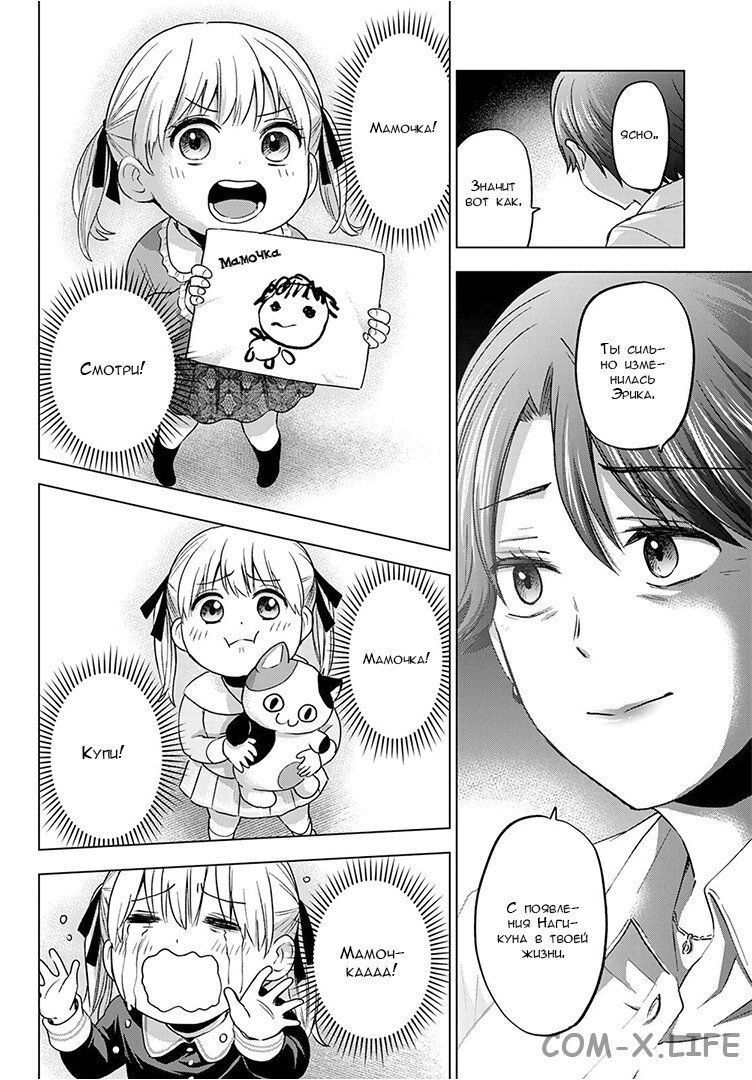 Ясно..
Значит
вот как.
Ты силь-
но изме-
нилась
Эрика.
С появле-
ния Наги-
куна в твоей
жизни.
Мамочка!
Мамочка
Смотри!
Мамочка!
Купи!
Мамоч-
каааа!
COM-X.LIFE